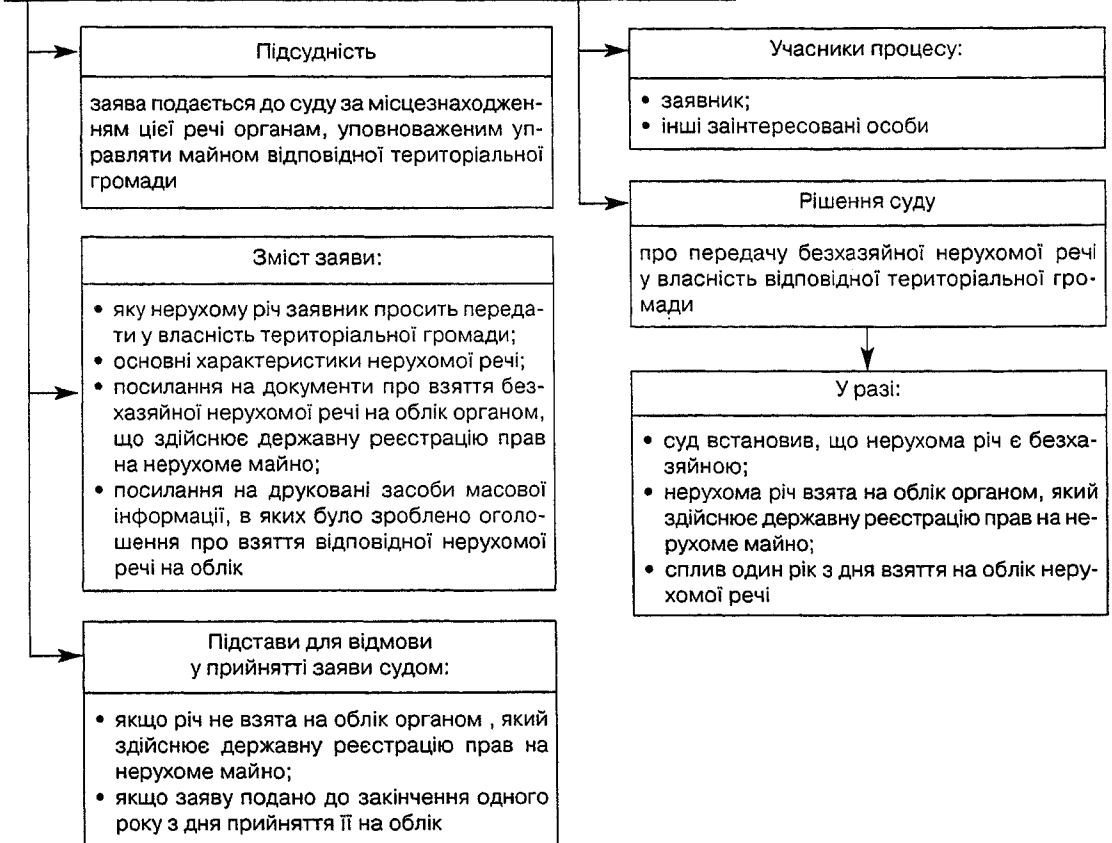 Підсудність
заява подається до суду за місцезнаходжен-
ням цієї речі органам, уповноваженим уп-
равляти майном відповідної територіальної
громади
Зміст заяви:
• яку нерухому річ заявник просить переда-
ти у власність територіальної громади;
• основні характеристики нерухомої речі;
• посилання на документи про взяття без-
хазяйної нерухомої речі на облік органом,
що здійснює державну реєстрацію прав
на нерухоме майно;
• посилання на друковані засоби масової
інформації, в яких було зроблено оголо-
шення про взяття відповідної нерухомої
речі на облік
Підстави для відмови
у прийнятті заяви судом:
• якщо річ не взята на облік органом , який
здійснює державну реєстрацію прав на
нерухоме майно;
• якщо заяву подано до закінчення одного
року з дня прийняття її на облік
Учасники процесу:
• заявник;
• інші заінтересовані особи
Рішення суду
про передачу безхазяйної нерухомої речі
у власність відповідної територіальної гро-
мади
У разі:
• суд встановив, що нерухома річ є безха-
зяйною;
• нерухома річ взята на облік органом, який
здійснює державну реєстрацію прав на не-
рухоме майно;
• сплив один рік з дня взяття на облік неру-
хомої речі